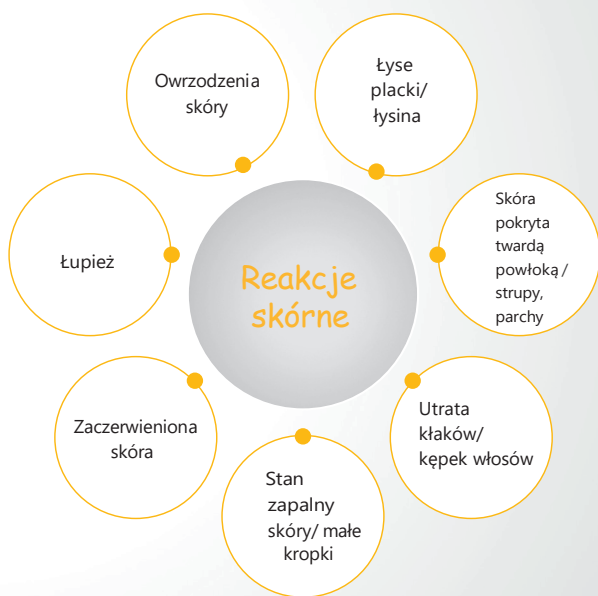 Owrzodzenia
skóry
Łyse
placki/
łysina
Skóra
pokryta
twardą
powłoką /
strupy,
parchy
Łupież
Reakcje
skórne
Zaczerwieniona
skóra
Utrata
kłaków/
kępek włosów
Stan
zapalny
skóry/ małe
kropki